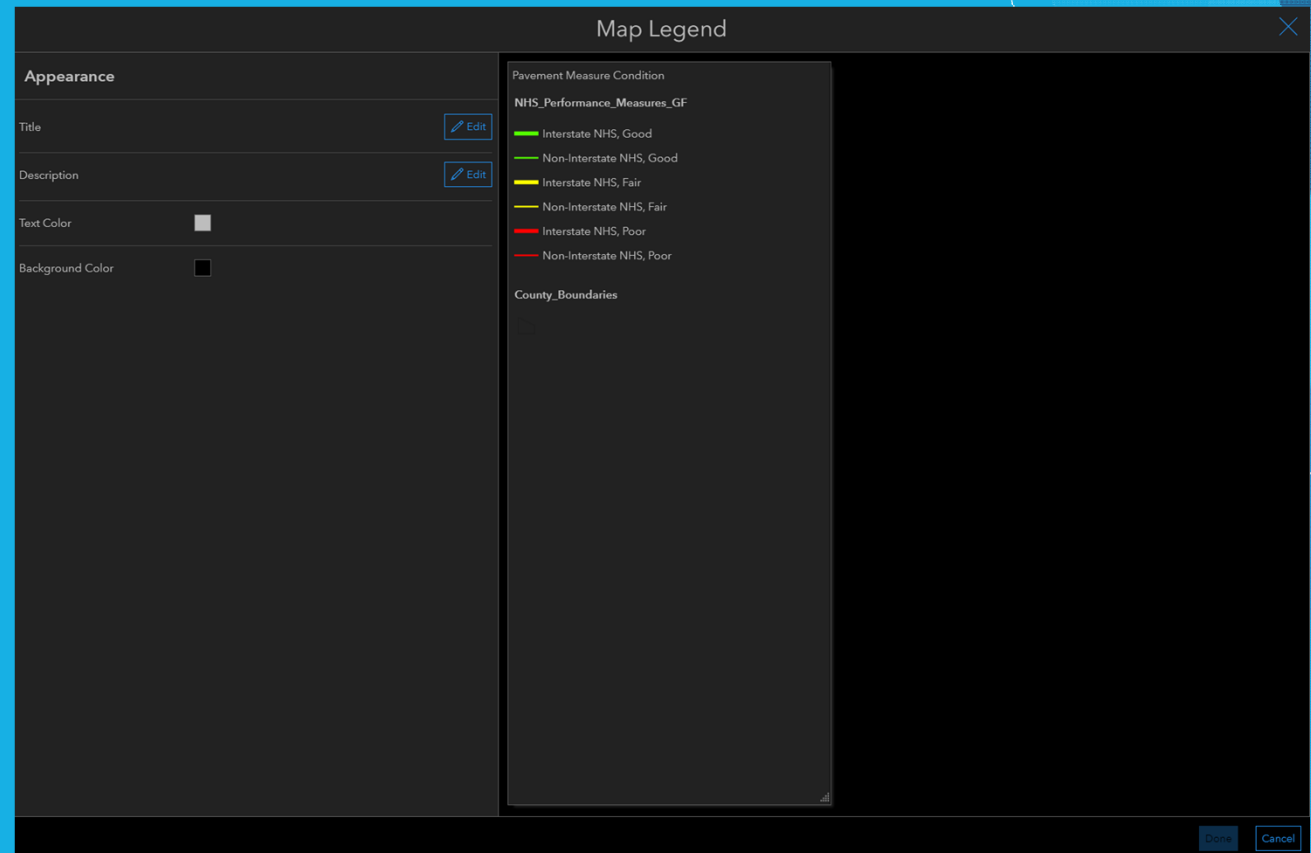 Map Legend
Appearance
Title
Edit
Description
Edit
Text Color
Background Color
Pavement Measure Condition
NHS_Performance_Measures_GF
Interstate NHS, Good
Non-Interstate NHS, Good
Interstate NHS, Fair
Non-Interstate NHS, Fair
Interstate NHS, Poor
Non-Interstate NHS, Poor
County_Boundaries
Done
Cancel